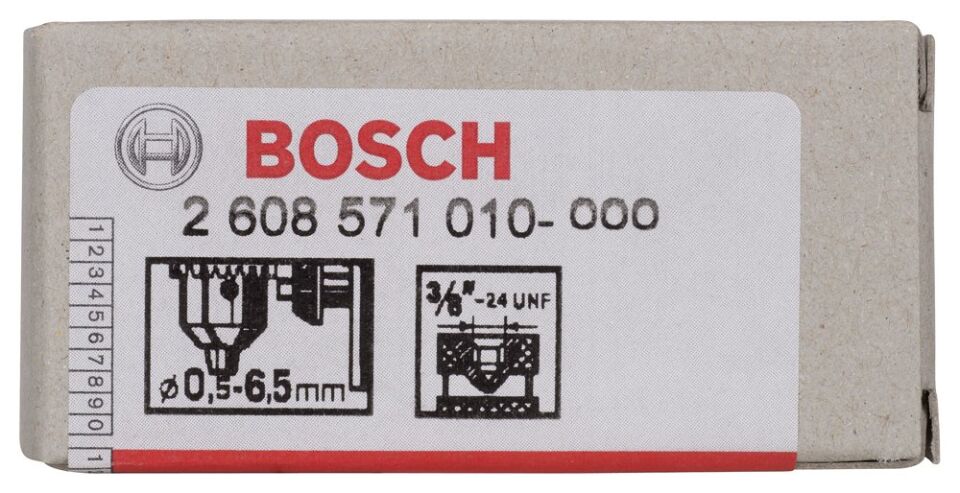 BOSCH
2 608 571 010- 000
3/8" -24 UNF
ø 0,5-6,5mm
1 2 3 4 5 6 7 8 9 0 1